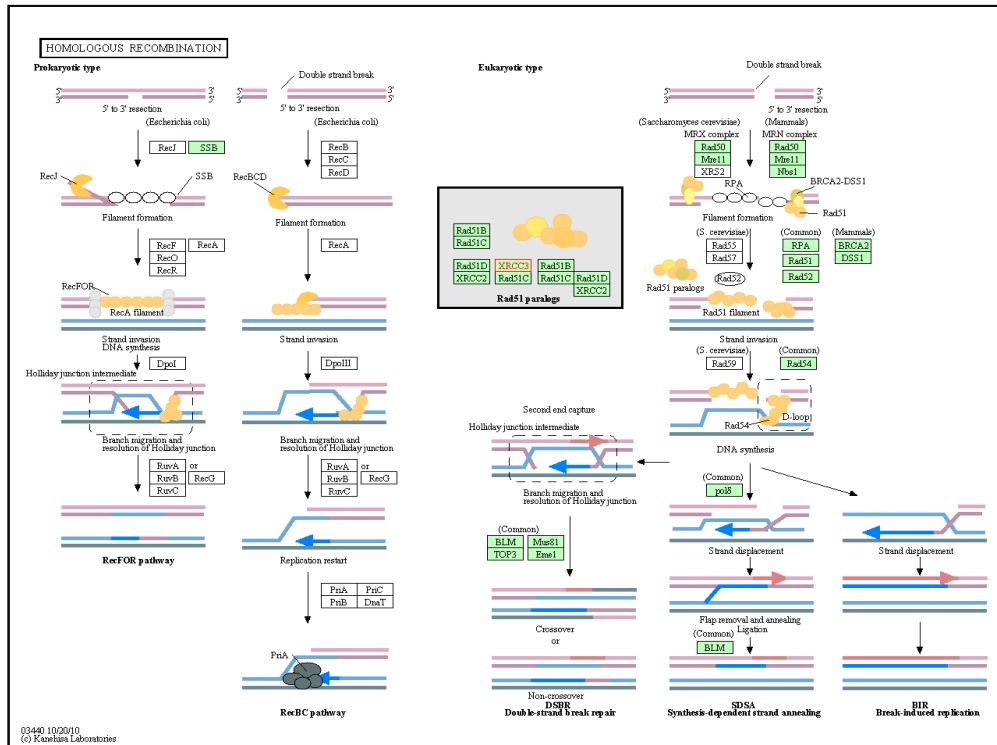 HOMOLOGOUS RECOMBINATION
Prokaryotic type
5' 3'
3' 5'
5' to 3' resection
(Escherichia coli)
RecJ SSB
RecJ
SSB
Filament formation
RecF RecA
RecO
RecR
RecFOR
RecA filament
Strand invasion
DNA synthesis
DpoI
Holliday junction intermediate
Branch migration and
resolution of Holliday junction
RuvA or
RuvB RecG
RuvC
RecFOR pathway
Double strand break
5' 3'
3' 5'
5' to 3' resection
(Escherichia coli)
RecB
RecC
RecD
RecBCD
Filament formation
RecA
Strand invasion
DpoIII
Branch migration and
resolution of Holliday junction
RuvA or
RuvB RecG
RuvC
Replication restart
PriA PriC
PriB DnaT
PriA
RecBC pathway
Eukaryotic type
Double strand break
5' 3'
3' 5'
5' to 3' resection
(Saccharomyces cerevisiae) (Mammals)
MRX complex MRN complex
Rad50 Rad50
Mre11 Mre11
XRS2 Nbs1
RPA
BRCA2-DSS1
Rad51
Filament formation
(S. cerevisiae) (Common) (Mammals)
Rad55 RPA BRCA2
Rad57 Rad51 DSS1
Rad52 Rad52
Rad51 paralogs
Rad51 filament
Rad51B
Rad51C
Rad51D XRCC3 Rad51B
XRCC2 Rad51C Rad51C Rad51D
XRCC2
Rad51 paralogs
Strand invasion
(S. cerevisiae) (Common)
Rad59 Rad54
D-loop
Rad54
DNA synthesis
Second end capture
Holliday junction intermediate
Branch migration and
resolution of Holliday junction
(Common)
BLM Mus81
TOP3 Eme1
Crossover
or
Non-crossover
DSBR
Double-strand break repair
(Common)
polδ
Strand displacement
Flap removal and annealing
Ligation
(Common)
BLM
SDSA
Synthesis-dependent strand annealing
Strand displacement
BIR
Break-induced replication
03440 10/20/10
(c) Kanehisa Laboratories